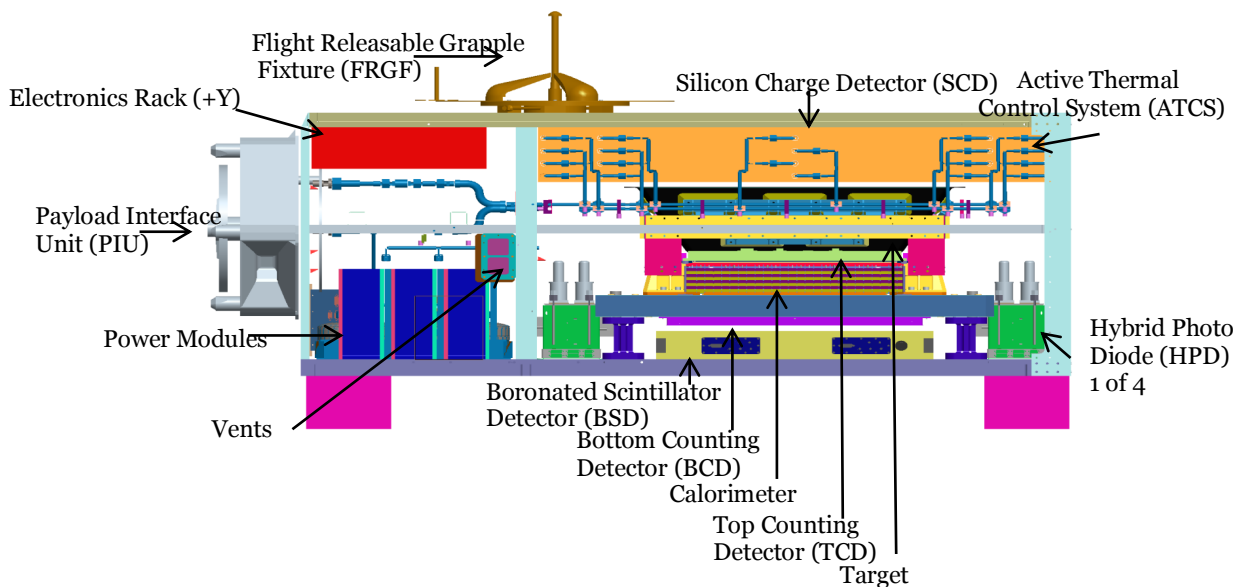 Flight Releasable Grapple
Fixture (FRGF)
Silicon Charge Detector (SCD)
Active Thermal
Control System (ATCS)
Electronics Rack (+Y)
Payload Interface
Unit (PIU)
Power Modules
Hybrid Photo
Diode (HPD)
1 of 4
Vents
Boronated Scintillator
Detector (BSD)
Bottom Counting
Detector (BCD)
Calorimeter
Top Counting
Detector (TCD)
Target